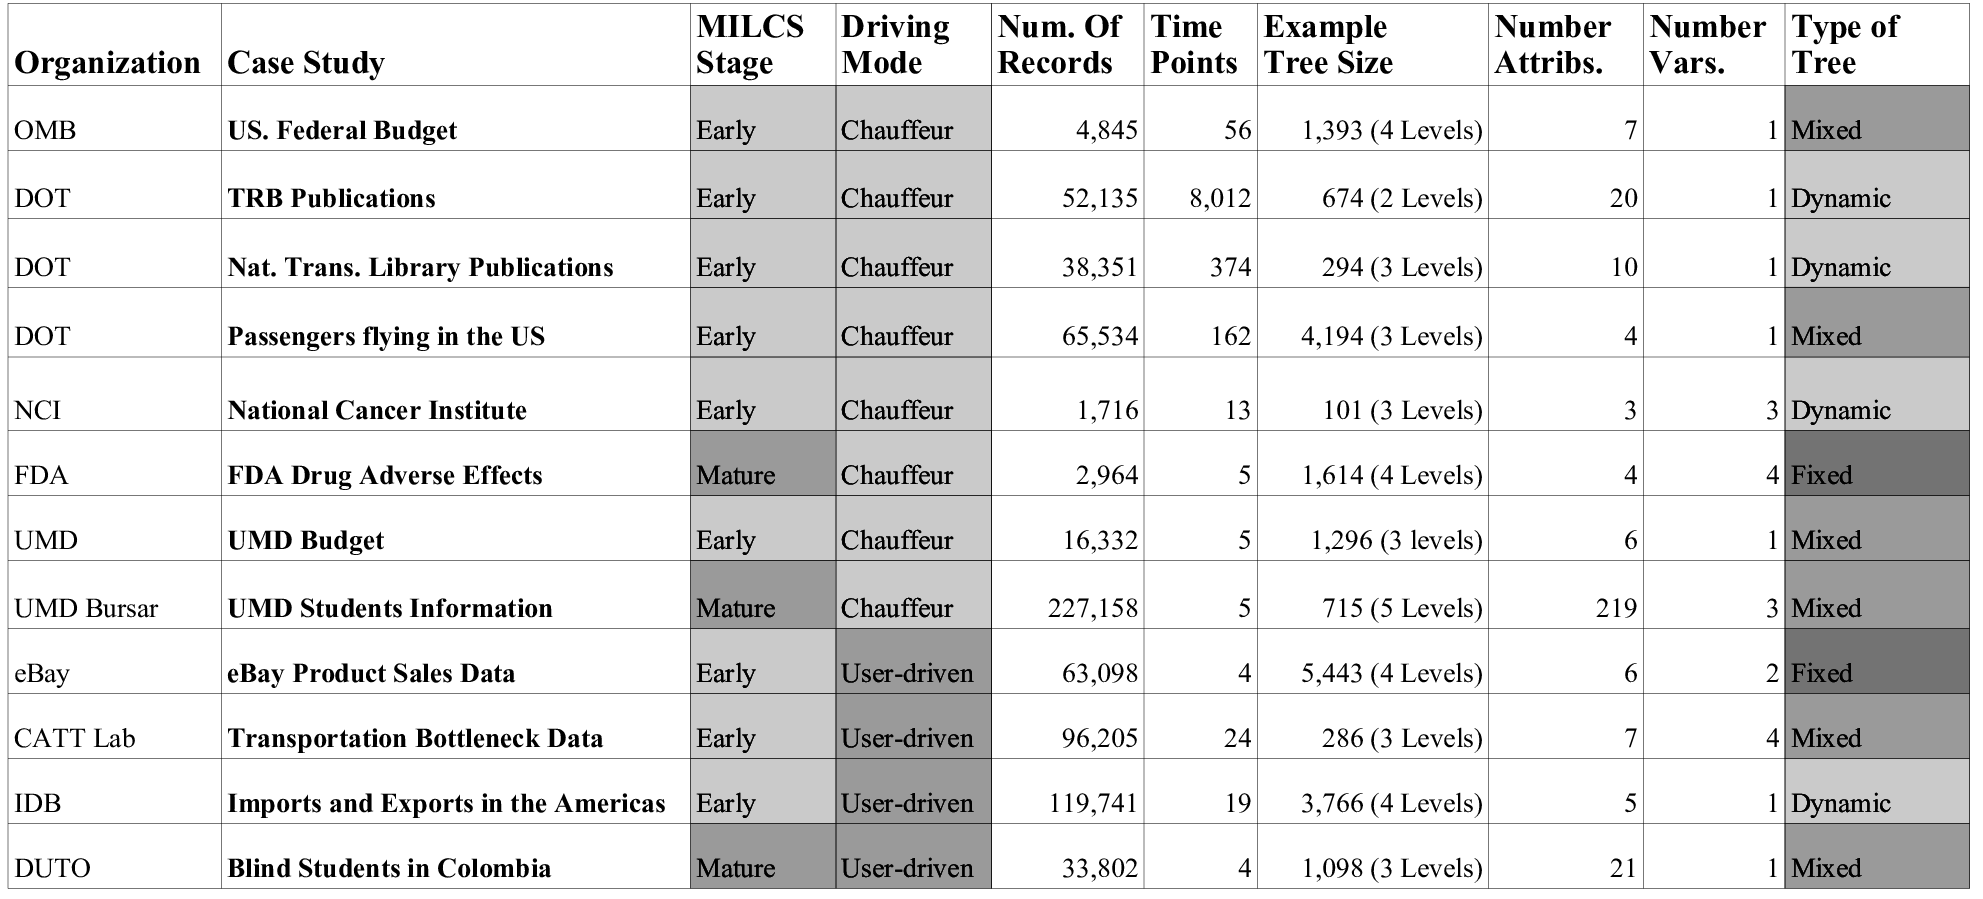 Organization Case Study MILCS Stage Driving Mode Num. Of Records Time Points Example Tree Size Number Attribs. Number Vars. Type of Tree
OMB US. Federal Budget Early Chauffeur 4,845 56 1,393 (4 Levels) 7 1 Mixed
DOT TRB Publications Early Chauffeur 52,135 8,012 674 (2 Levels) 20 1 Dynamic
DOT Nat. Trans. Library Publications Early Chauffeur 38,351 374 294 (3 Levels) 10 1 Dynamic
DOT Passengers flying in the US Early Chauffeur 65,534 162 4,194 (3 Levels) 4 1 Mixed
NCI National Cancer Institute Early Chauffeur 1,716 13 101 (3 Levels) 3 3 Dynamic
FDA FDA Drug Adverse Effects Mature Chauffeur 2,964 5 1,614 (4 Levels) 4 4 Fixed
UMD UMD Budget Early Chauffeur 16,332 5 1,296 (3 levels) 6 1 Mixed
UMD Bursar UMD Students Information Mature Chauffeur 227,158 5 715 (5 Levels) 219 3 Mixed
eBay eBay Product Sales Data Early User-driven 63,098 4 5,443 (4 Levels) 6 2 Fixed
CATT Lab Transportation Bottleneck Data Early User-driven 96,205 24 286 (3 Levels) 7 4 Mixed
IDB Imports and Exports in the Americas Early User-driven 119,741 19 3,766 (4 Levels) 5 1 Dynamic
DUTO Blind Students in Colombia Mature User-driven 33,802 4 1,098 (3 Levels) 21 1 Mixed